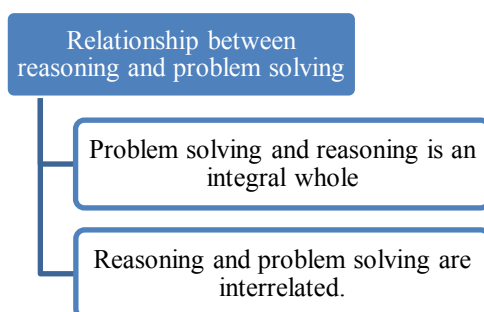 Relationship between
reasoning and problem solving
Problem solving and reasoning is an
integral whole
Reasoning and problem solving are
interrelated.